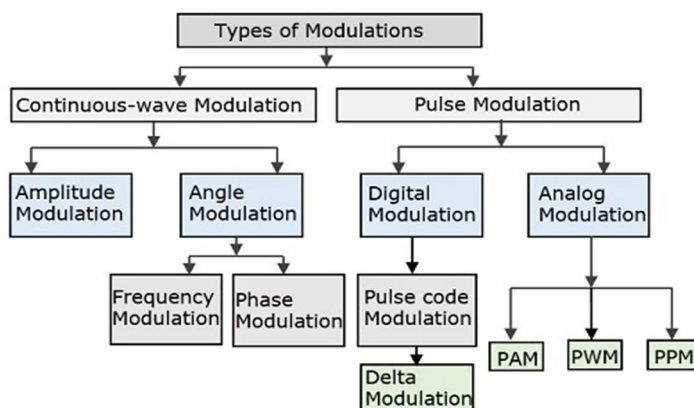 Types of Modulations
Continuous-wave Modulation
Pulse Modulation
Amplitude
Modulation
Angle
Modulation
Digital
Modulation
Analog
Modulation
Frequency
Modulation
Phase
Modulation
Pulse code
Modulation
PAM
PWM
PPM
Delta
Modulation